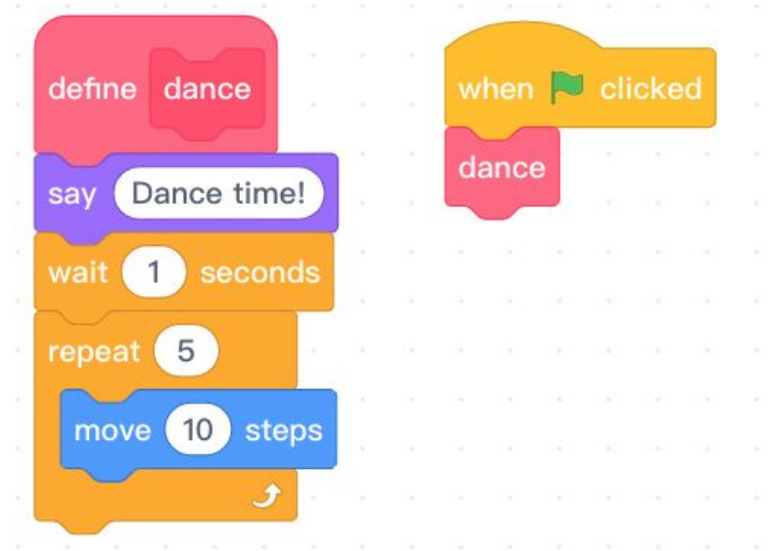 define dance
say Dance time!
wait 1 seconds
repeat 5
move 10 steps
when clicked
dance